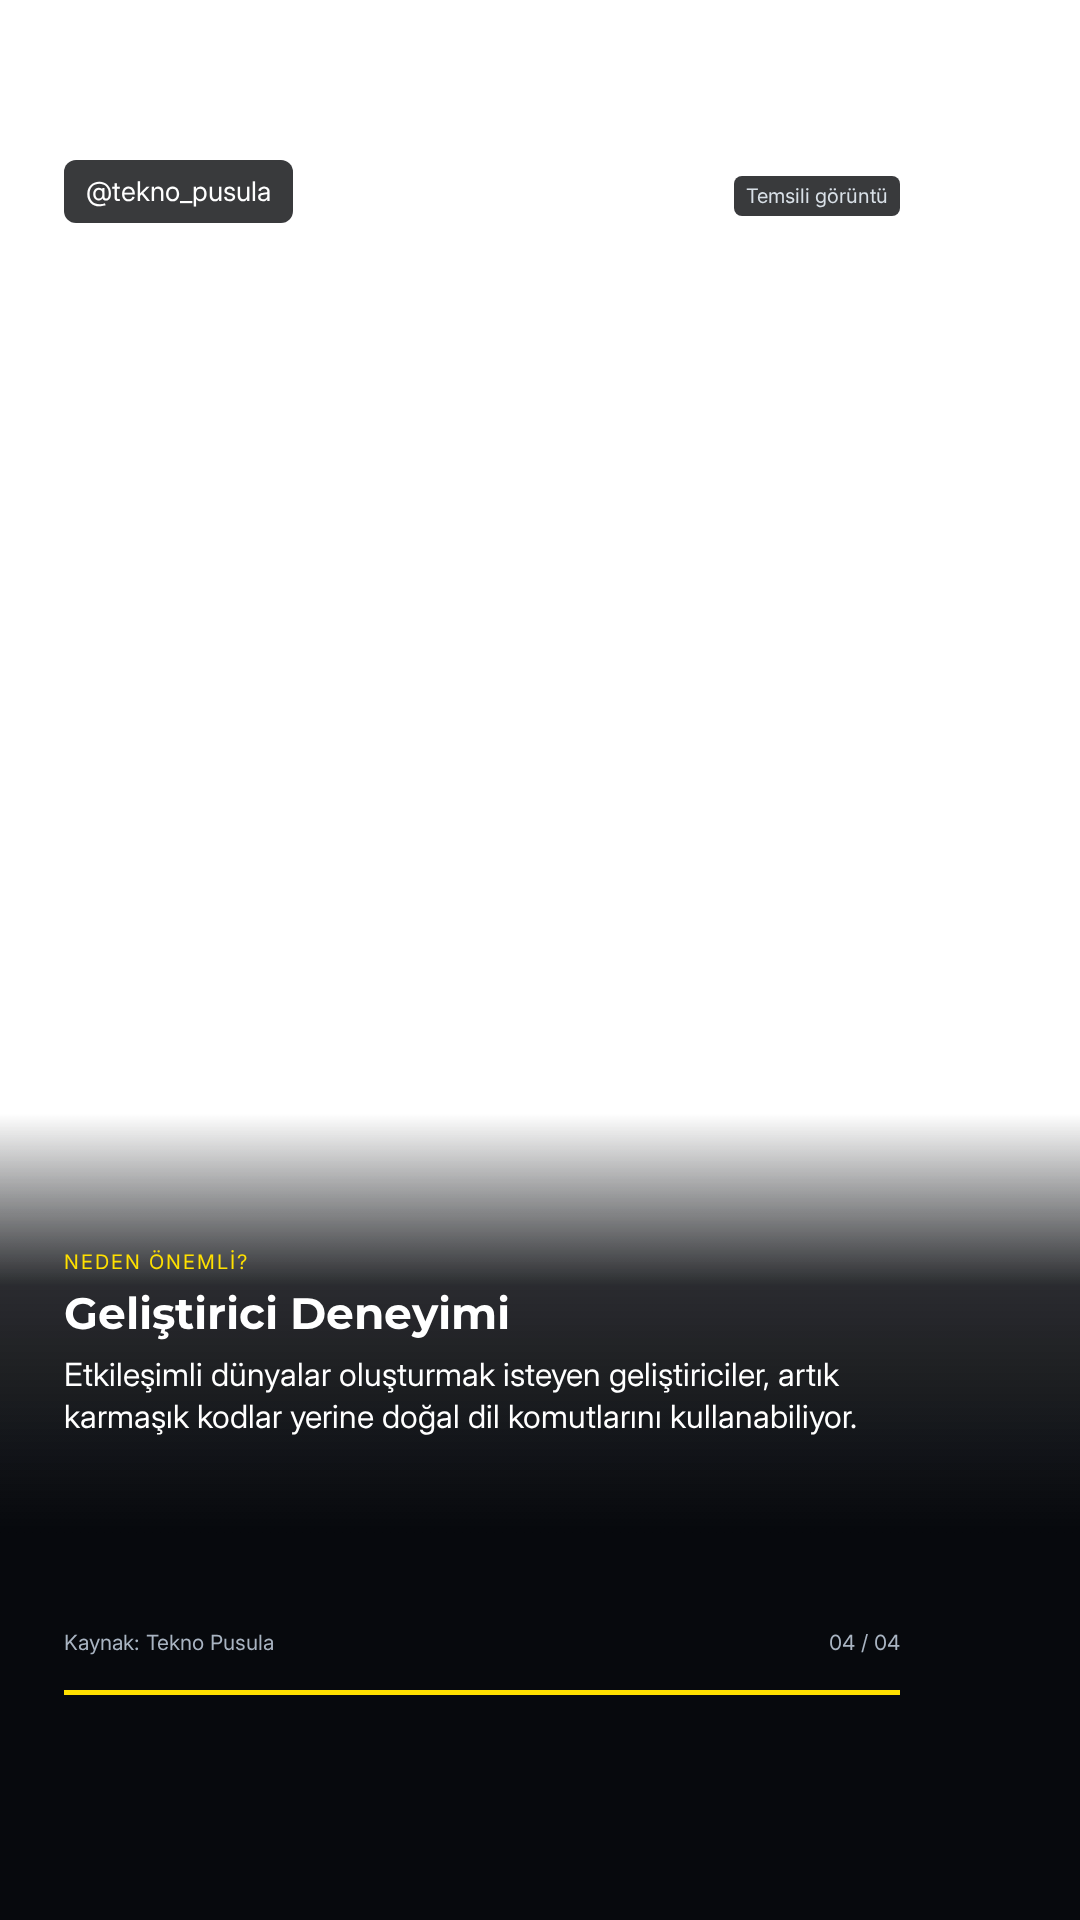 @tekno_pusula
Temsili görüntü
NEDEN ÖNEMLİ?
Geliştirici Deneyimi
Etkileşimli dünyalar oluşturmak isteyen geliştiriciler, artık
karmaşık kodlar yerine doğal dil komutlarını kullanabiliyor.
Kaynak: Tekno Pusula
04 / 04